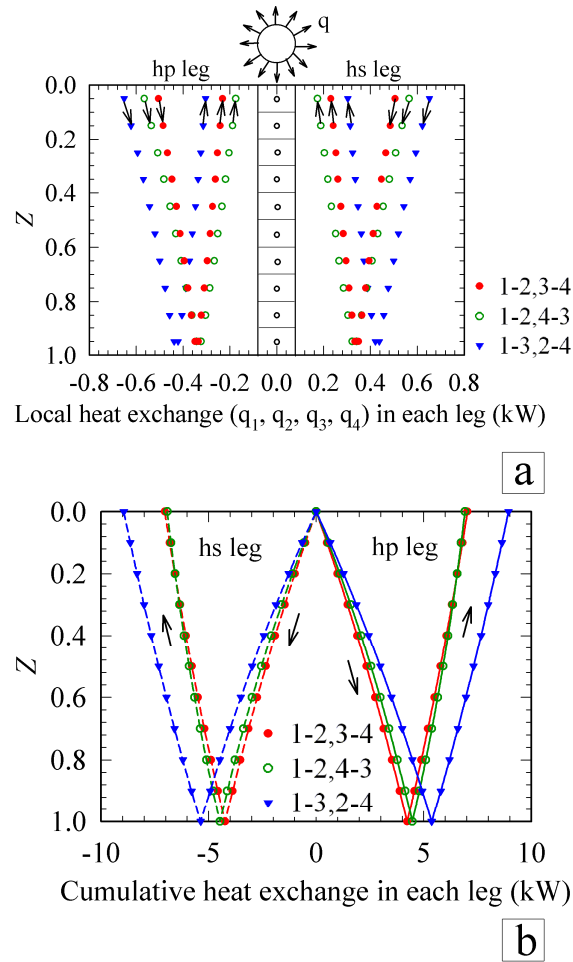 q
hp leg
hs leg
0.0
0.2
0.4
0.6
0.8
1.0
Z
-0.8
-0.6
-0.4
-0.2
0.0
0.2
0.4
0.6
0.8
1-2,3-4
1-2,4-3
1-3,2-4
Local heat exchange (q1, q2, q3, q4) in each leg (kW)
a
0.0
0.2
0.4
0.6
0.8
1.0
Z
hs leg
hp leg
1-2,3-4
1-2,4-3
1-3,2-4
-10
-5
0
5
10
Cumulative heat exchange in each leg (kW)
b